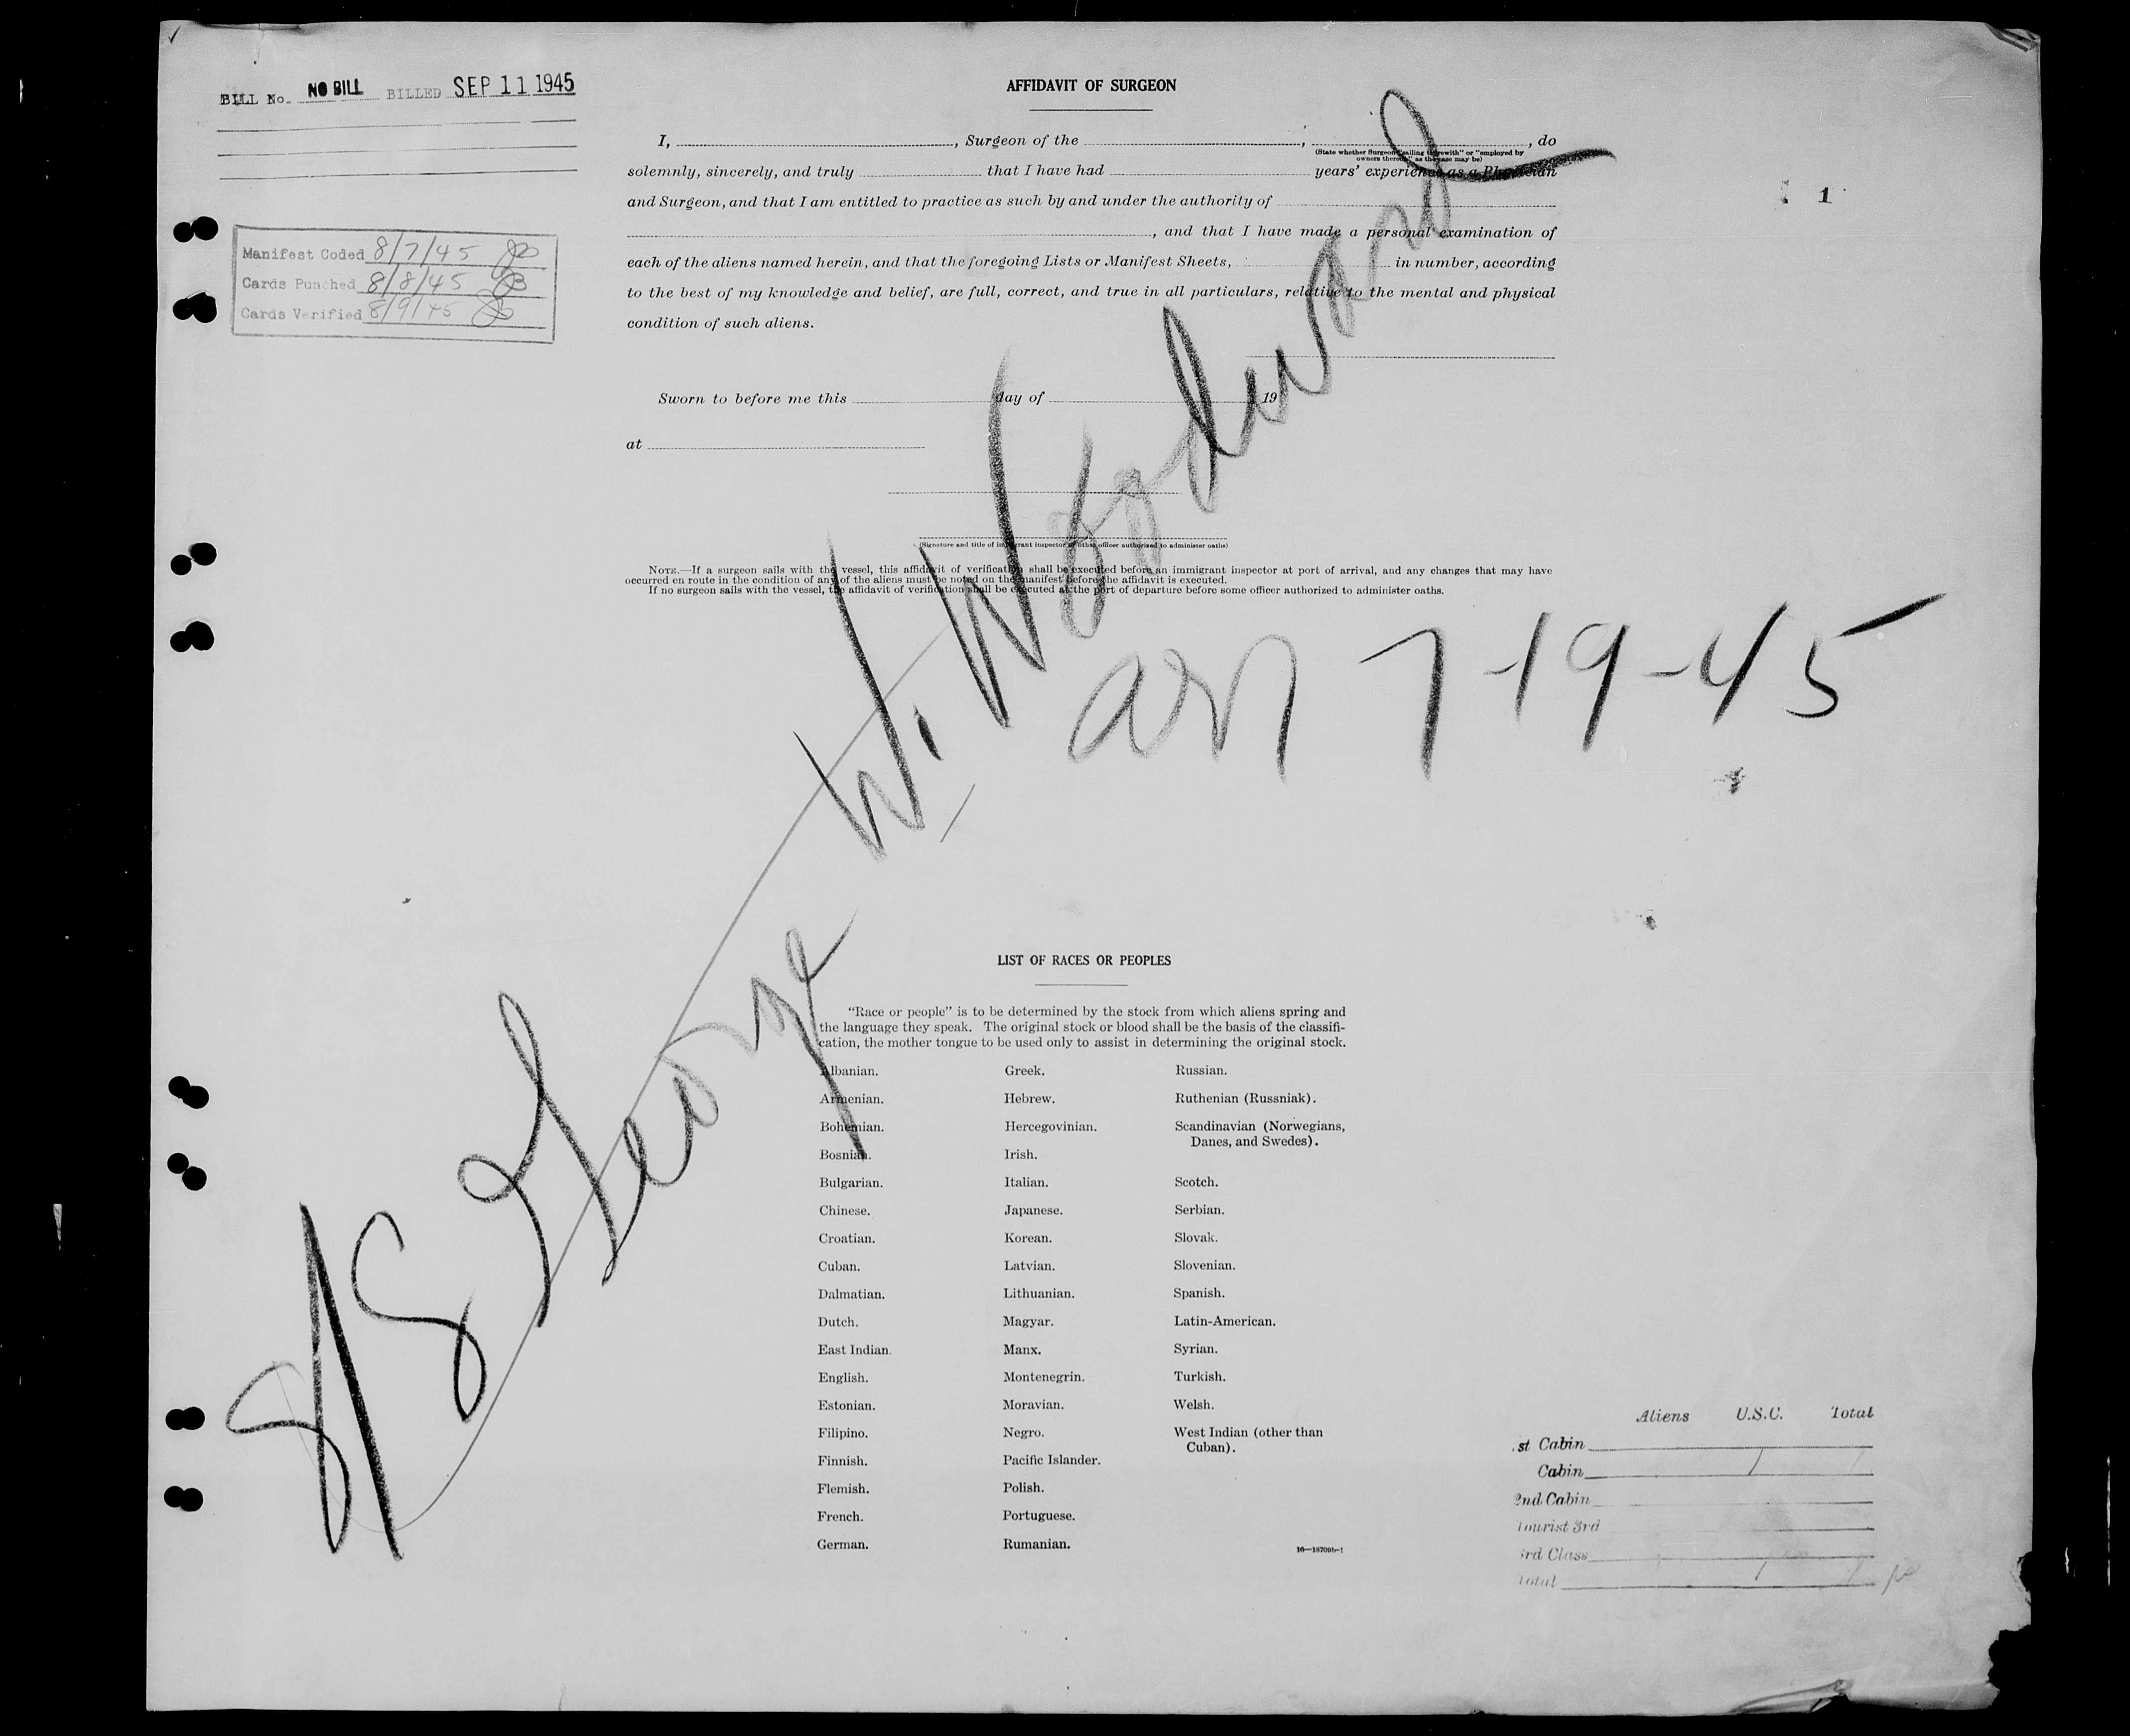 BILL No. NO BILL BILLED SEP 11 1945
AFFIDAVIT OF SURGEON
I, , Surgeon of the , , do
(State whether Surgeon "sailing therewith" or "employed by
owners thereof," as the case may be)
solemnly, sincerely, and truly that I have had years' experience as a Physician
and Surgeon, and that I am entitled to practice as such by and under the authority of
, and that I have made a personal examination of
each of the aliens named herein, and that the foregoing Lists or Manifest Sheets, in number, according
to the best of my knowledge and belief, are full, correct, and true in all particulars, relative to the mental and physical
condition of such aliens.
1
Manifest Coded 8/7/45
Cards Punched 8/8/45
Cards Verified 8/9/45
Sworn to before me this day of 19
at
(Signature and title of immigrant inspector or other officer authorized to administer oaths)
NOTE.—If a surgeon sails with the vessel, this affidavit of verification shall be executed before an immigrant inspector at port of arrival, and any changes that may have
occurred en route in the condition of any of the aliens must be noted on the manifest before the affidavit is executed.
If no surgeon sails with the vessel, the affidavit of verification shall be executed at the port of departure before some officer authorized to administer oaths.
S/S George W. Woodward
arr 7-19-45
LIST OF RACES OR PEOPLES
"Race or people" is to be determined by the stock from which aliens spring and
the language they speak. The original stock or blood shall be the basis of the classifi-
cation, the mother tongue to be used only to assist in determining the original stock.
Albanian. Greek. Russian.
Armenian. Hebrew. Ruthenian (Russniak).
Bohemian. Hercegovinian. Scandinavian (Norwegians,
Danes, and Swedes).
Bosnian. Irish.
Bulgarian. Italian. Scotch.
Chinese. Japanese. Serbian.
Croatian. Korean. Slovak.
Cuban. Latvian. Slovenian.
Dalmatian. Lithuanian. Spanish.
Dutch. Magyar. Latin-American.
East Indian. Manx. Syrian.
English. Montenegrin. Turkish.
Estonian. Moravian. Welsh.
Filipino. Negro. West Indian (other than
Cuban).
Finnish. Pacific Islander.
Flemish. Polish.
French. Portuguese.
German. Rumanian.
16—18709b-1
Aliens U.S.C. Total
st Cabin
Cabin 1 1
2nd Cabin
Tourist 3rd
3rd Class
Total 1 1